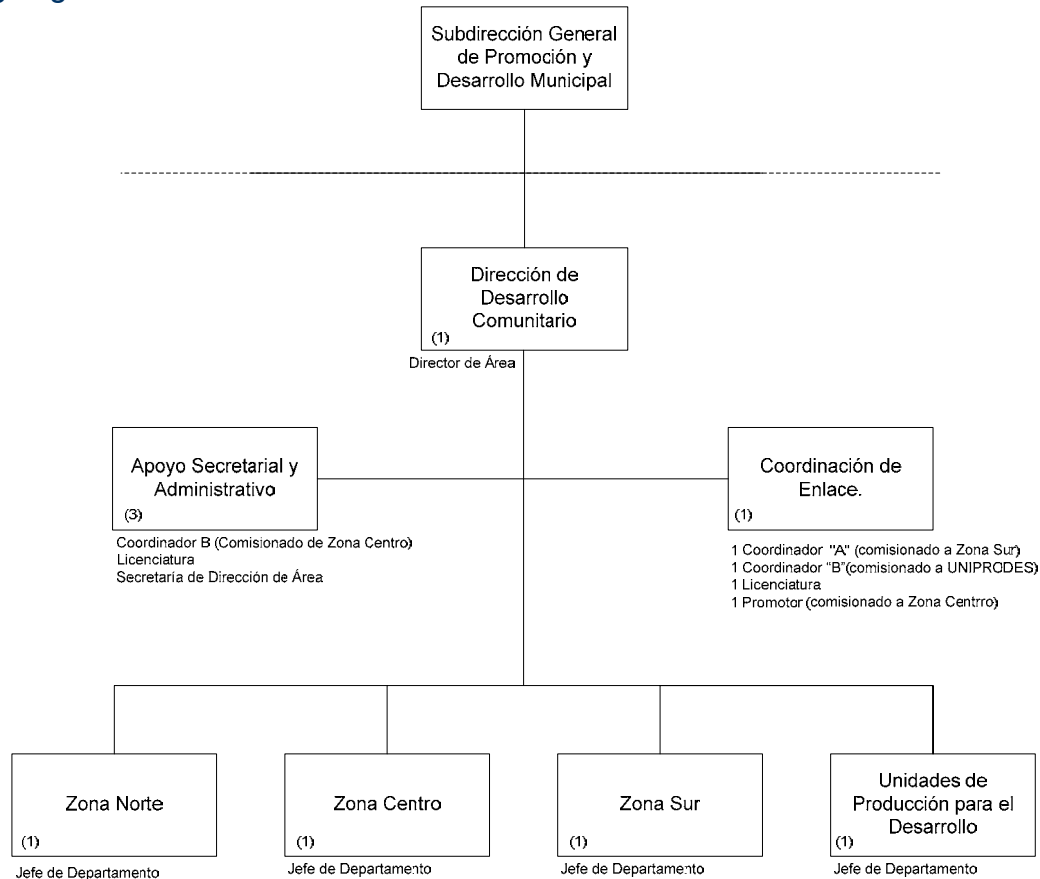 Subdirección General
de Promoción y
Desarrollo Municipal
Dirección de
Desarrollo
Comunitario
(1)
Director de Área
Apoyo Secretarial y
Administrativo
(3)
Coordinador B (Comisionado de Zona Centro)
Licenciatura
Secretaría de Dirección de Área
Coordinación de
Enlace.
(1)
1 Coordinador "A" (comisionado a Zona Sur)
1 Coordinador "B"(comisionado a UNIPRODES)
1 Licenciatura
1 Promotor (comisionado a Zona Centrro)
Zona Norte
(1)
Jefe de Departamento
Zona Centro
(1)
Jefe de Departamento
Zona Sur
(1)
Jefe de Departamento
Unidades de
Producción para el
Desarrollo
(1)
Jefe de Departamento